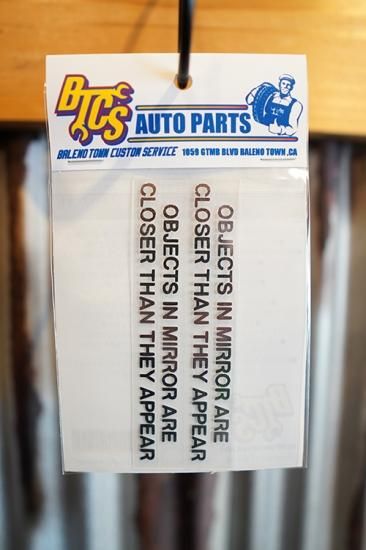 BTCS
AUTO PARTS
BALENO TOWN CUSTOM SERVICE 1059 GTMB BLVD BALENO TOWN,CA
OBJECTS IN MIRROR ARE
CLOSER THAN THEY APPEAR
OBJECTS IN MIRROR ARE
CLOSER THAN THEY APPEAR